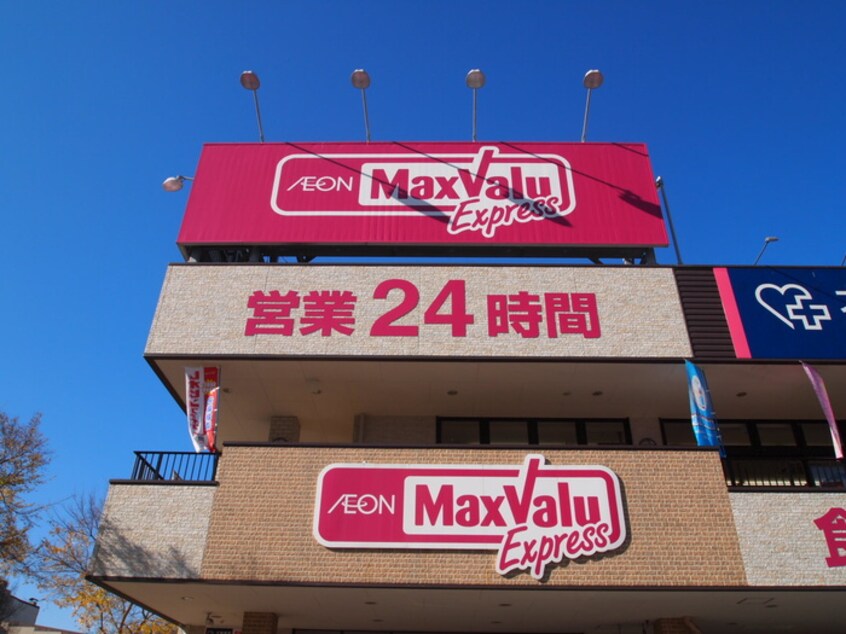 ÆON MaxValu
Express
営業24時間
ÆON MaxValu
Express